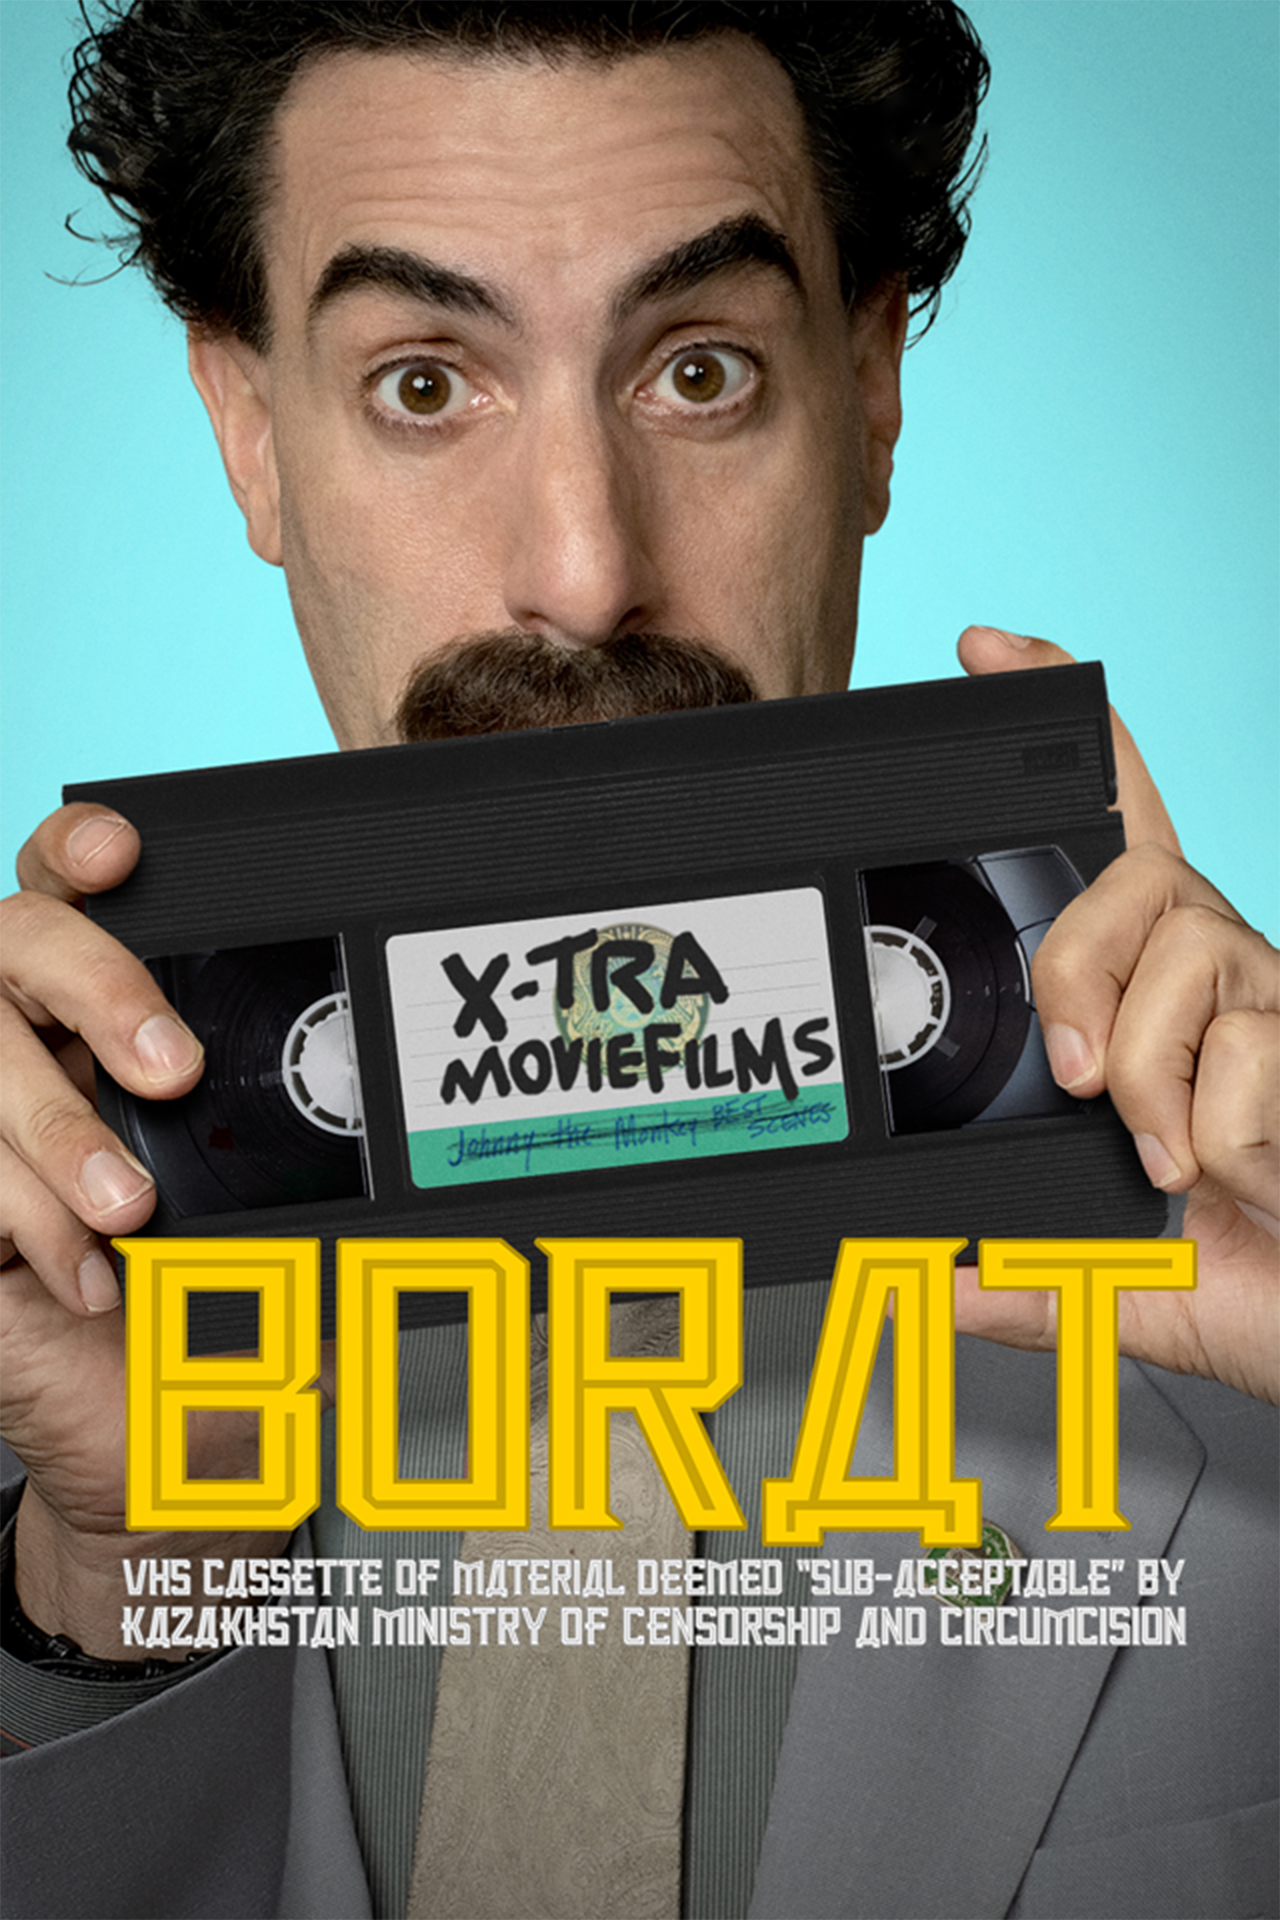 X-TRA
MOVIEFILMS
Johnny the Monkey BEST
SCENES
BORAT
VHS CASSETTE OF MATERIAL DEEMED "SUB-ACCEPTABLE" BY
KAZAKHSTAN MINISTRY OF CENSORSHIP AND CIRCUMCISION